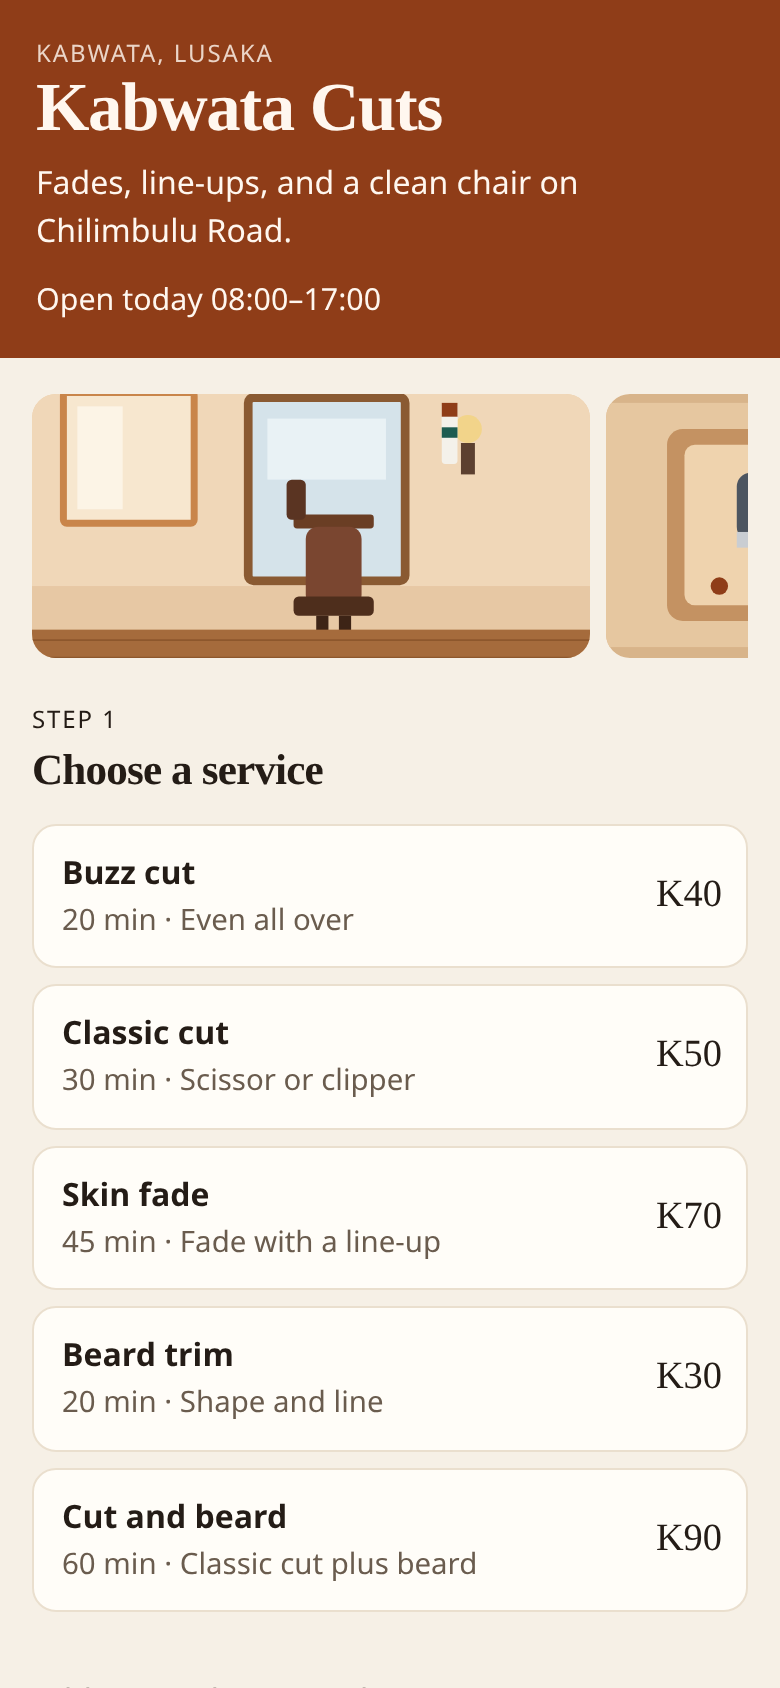 KABWATA, LUSAKA
Kabwata Cuts
Fades, line-ups, and a clean chair on
Chilimbulu Road.
Open today 08:00–17:00
STEP 1
Choose a service
Buzz cut
20 min · Even all over
K40
Classic cut
30 min · Scissor or clipper
K50
Skin fade
45 min · Fade with a line-up
K70
Beard trim
20 min · Shape and line
K30
Cut and beard
60 min · Classic cut plus beard
K90